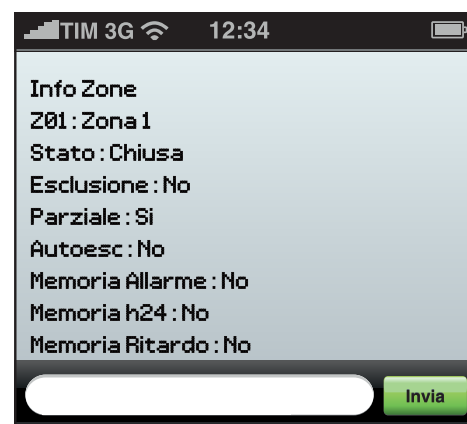 TIM 3G 12:34
Info Zone
Z01:Zona 1
Stato:Chiusa
Esclusione:No
Parziale:Si
Autoesc:No
Memoria Allarme:No
Memoria h24:No
Memoria Ritardo:No
Invia